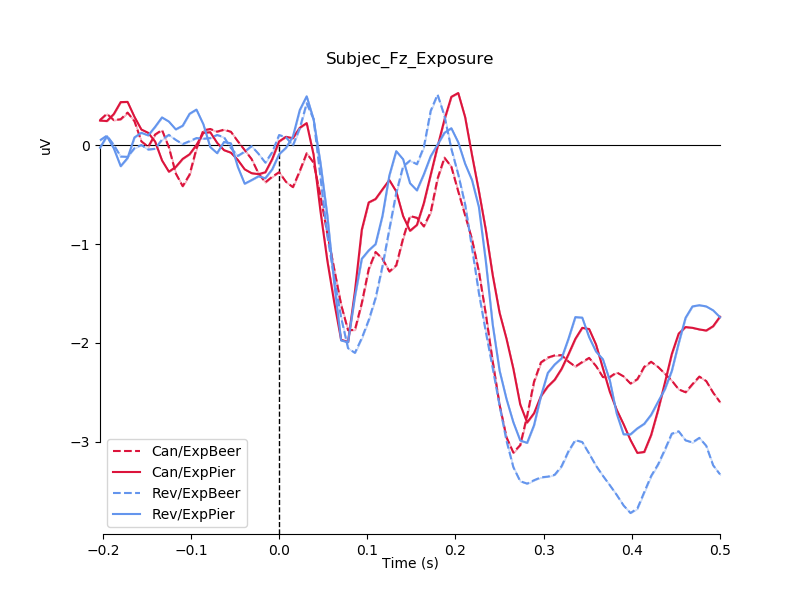 Subjec_Fz_Exposure
uV
0
−1
−2
−3
Can/ExpBeer
Can/ExpPier
Rev/ExpBeer
Rev/ExpPier
−0.2 −0.1 0.0 0.1 0.2 0.3 0.4 0.5
Time (s)